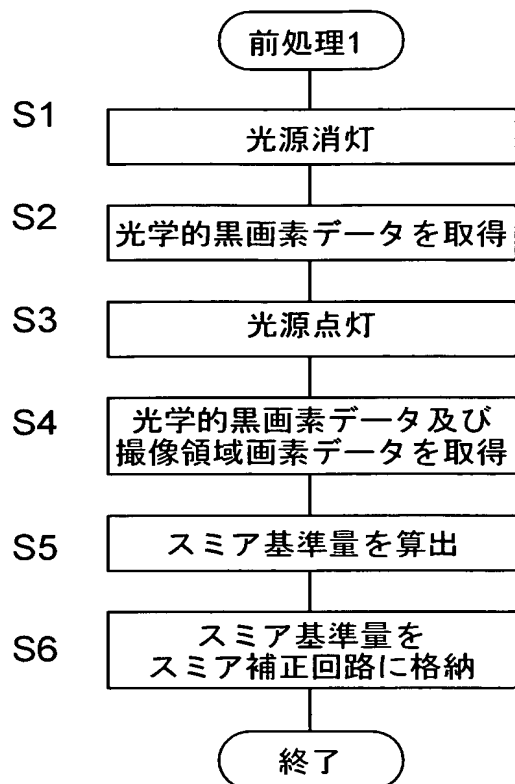 前処理1
S1
光源消灯
S2
光学的黒画素データを取得
S3
光源点灯
S4
光学的黒画素データ及び
撮像領域画素データを取得
S5
スミア基準量を算出
S6
スミア基準量を
スミア補正回路に格納
終了